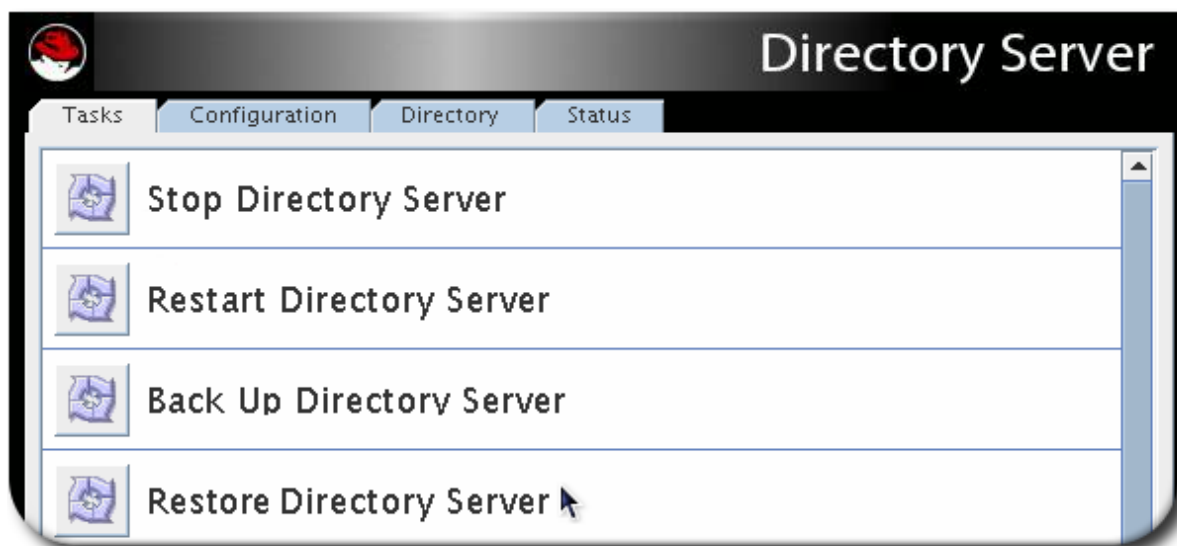 Directory Server
Tasks Configuration Directory Status
Stop Directory Server
Restart Directory Server
Back Up Directory Server
Restore Directory Server